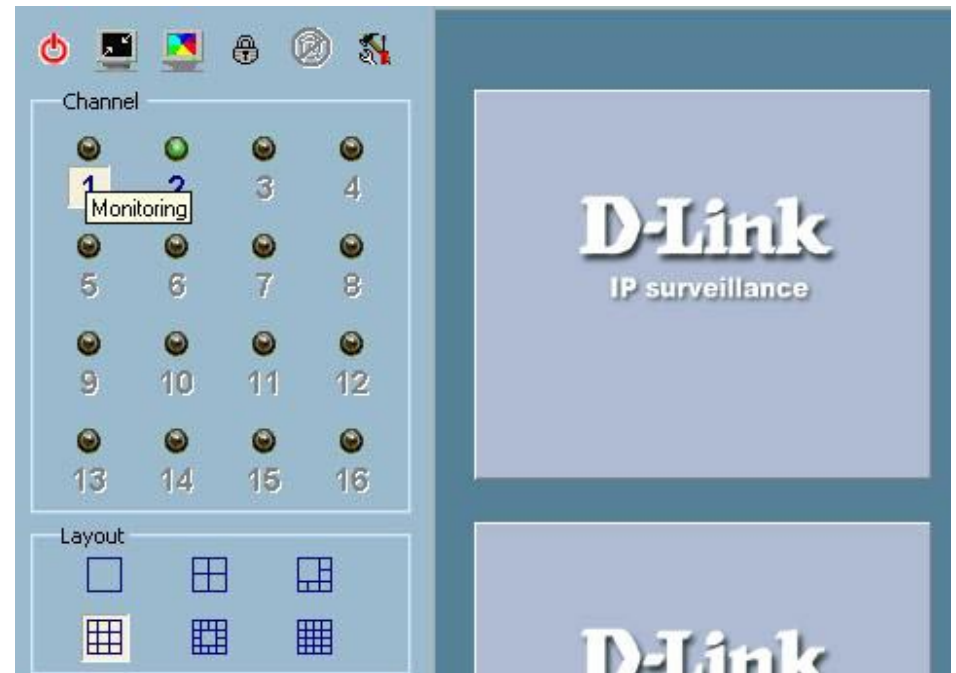 Channel
1 2 3 4
Monitoring
5 6 7 8
9 10 11 12
13 14 15 16
Layout
D-Link
IP surveillance
D-Link